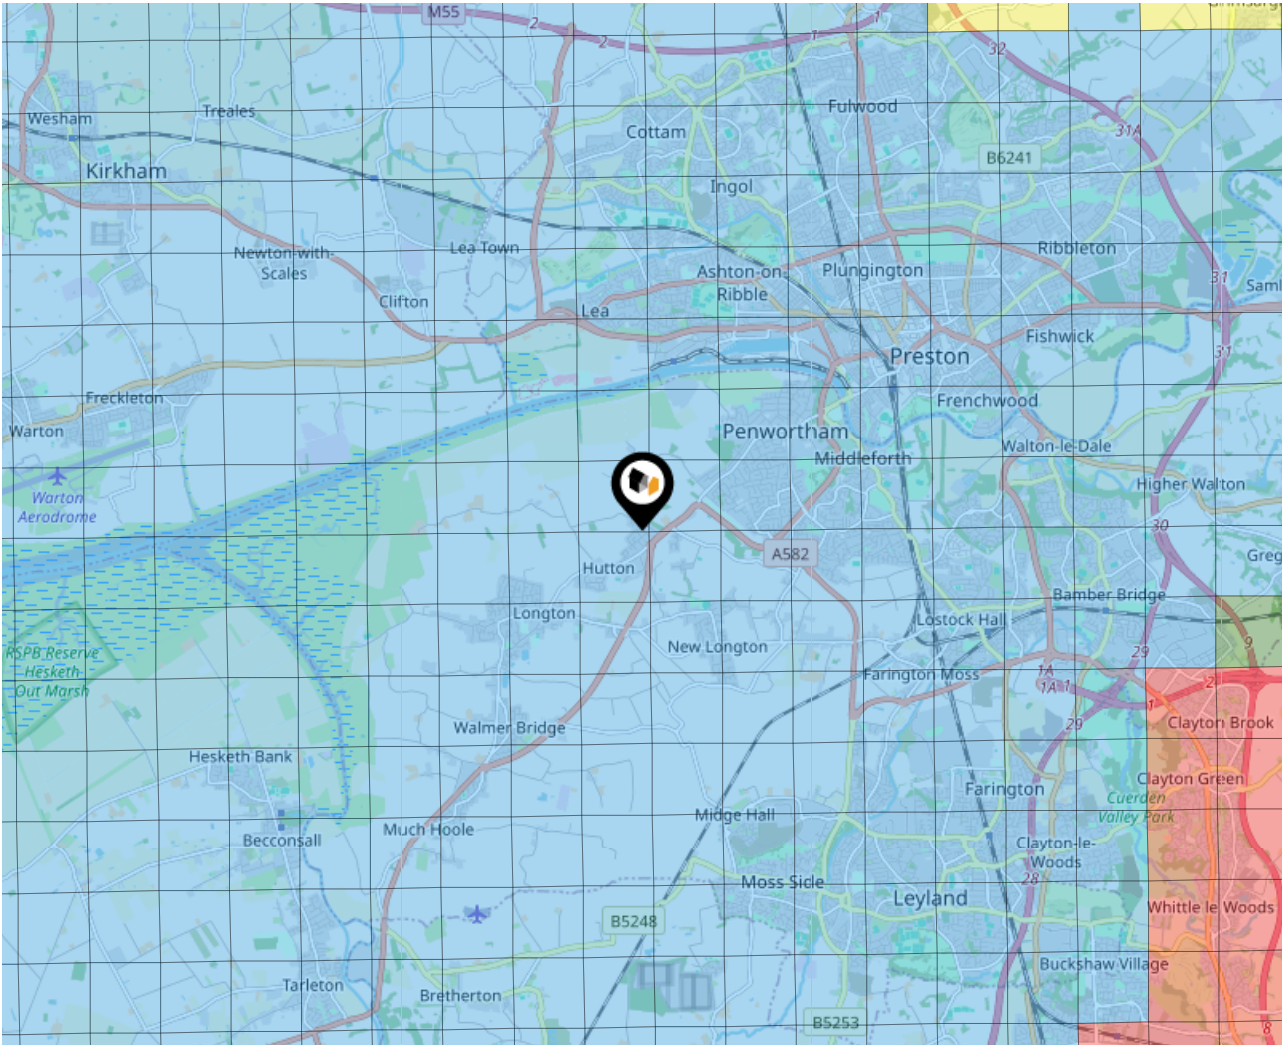 M55
2
2
1
1
32
Wesham
Treales
Fulwood
Cottam
31A
Kirkham
B6241
Ingol
Newton-with-
Scales
Lea Town
Ribbleton
Ashton-on-
Ribble
Plungington
31
Clifton
Saml
Lea
Fishwick
Preston
31
Freckleton
Frenchwood
Warton
Penwortham
Walton-le-Dale
Middleforth
Higher Walton
Warton
Aerodrome
30
A582
Greg
Hutton
Longton
Bamber Bridge
Lostock Hall
New Longton
RSPB Reserve
Hesketh
Out Marsh
29
9
Farington Moss
1A
1A
1
2
1
Walmer Bridge
29
Clayton Brook
Hesketh Bank
Clayton Green
Farington
Cuerden
Valley Park
Midge Hall
Much Hoole
Becconsall
Clayton-le-
Woods
28
Moss Side
Leyland
Whittle le Woods
B5248
Buckshaw Village
Tarleton
Bretherton
B5253
8